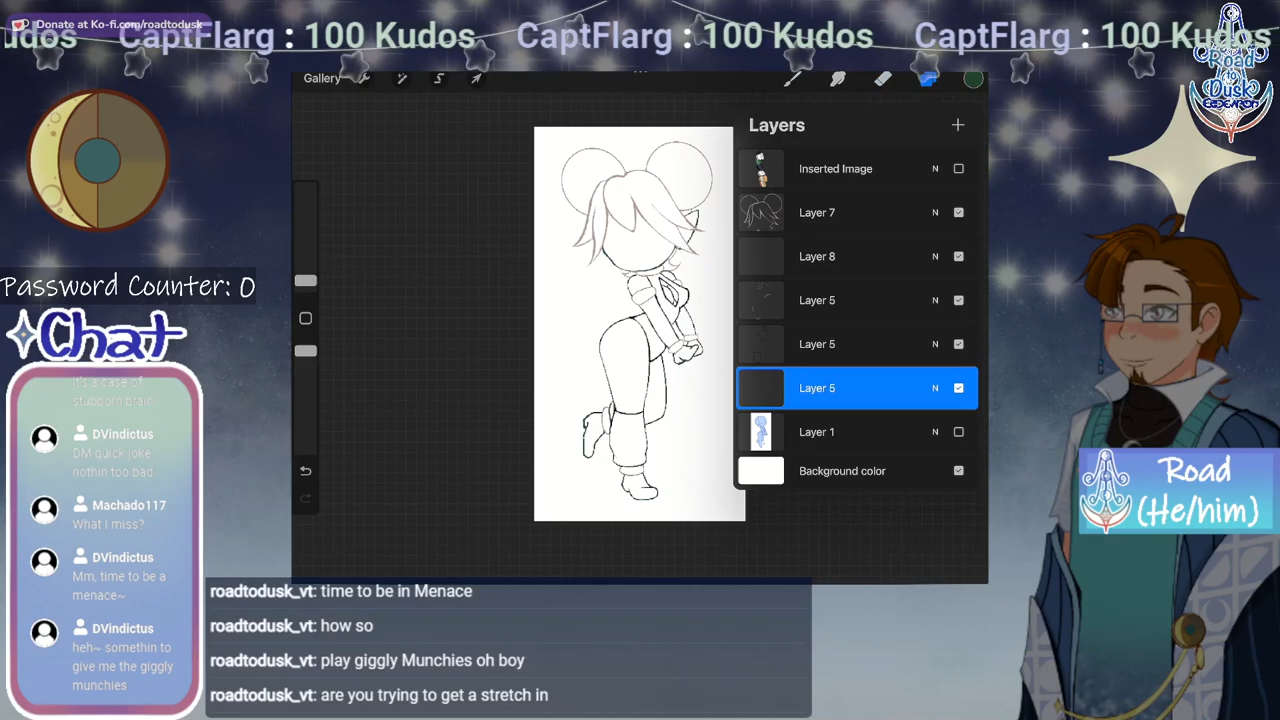 Donate at Ko-fi.com/roadtodusk
udos CaptFlarg : 100 Kudos CaptFlarg : 100 Kudos CaptFlarg : 100 Kudos
Road
to
Dusk
Gallery
Layers
Inserted Image N
Layer 7 N
Layer 8 N
Layer 5 N
Layer 5 N
Layer 5 N
Layer 1 N
Background color
Password Counter: 0
Chat
It's a case of
stubborn brain
DVindictus
DM quick joke,
nothin too bad
Machado117
What I miss?
DVindictus
Mm, time to be a
menace~
DVindictus
heh~ somethin to
give me the giggly
munchies
roadtodusk_vt: time to be in Menace
roadtodusk_vt: how so
roadtodusk_vt: play giggly Munchies oh boy
roadtodusk_vt: are you trying to get a stretch in
Road
(He/him)